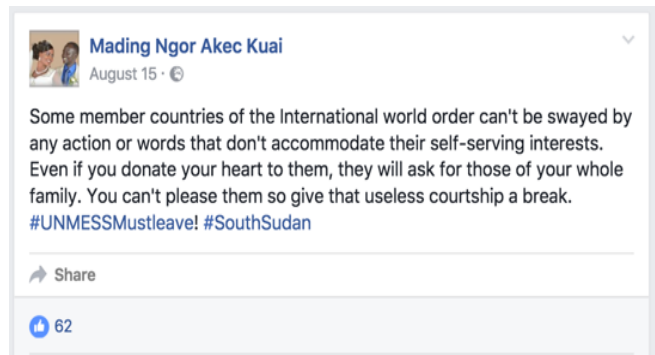 Mading Ngor Akec Kuai
August 15 ·
Some member countries of the International world order can't be swayed by
any action or words that don't accommodate their self-serving interests.
Even if you donate your heart to them, they will ask for those of your whole
family. You can't please them so give that useless courtship a break.
#UNMESSMustleave! #SouthSudan
Share
62